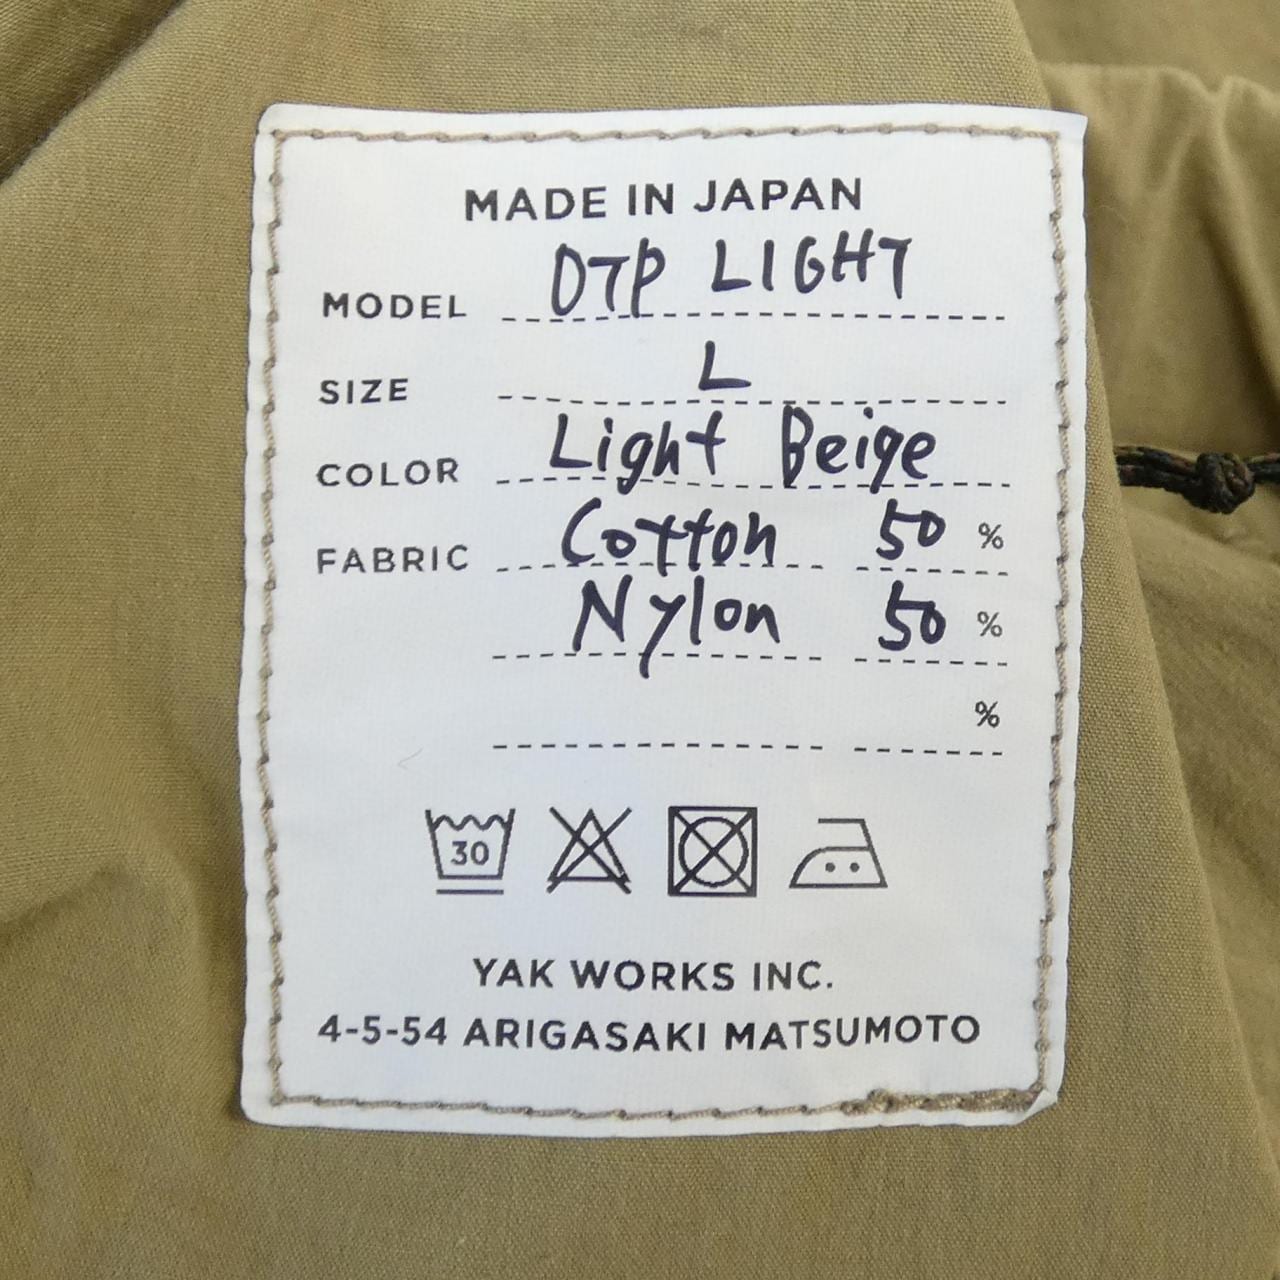 MADE IN JAPAN
MODEL OTP LIGHT
SIZE L
COLOR Light Beige
FABRIC Cotton 50 %
Nylon 50 %
%
30
YAK WORKS INC.
4-5-54 ARIGASAKI MATSUMOTO